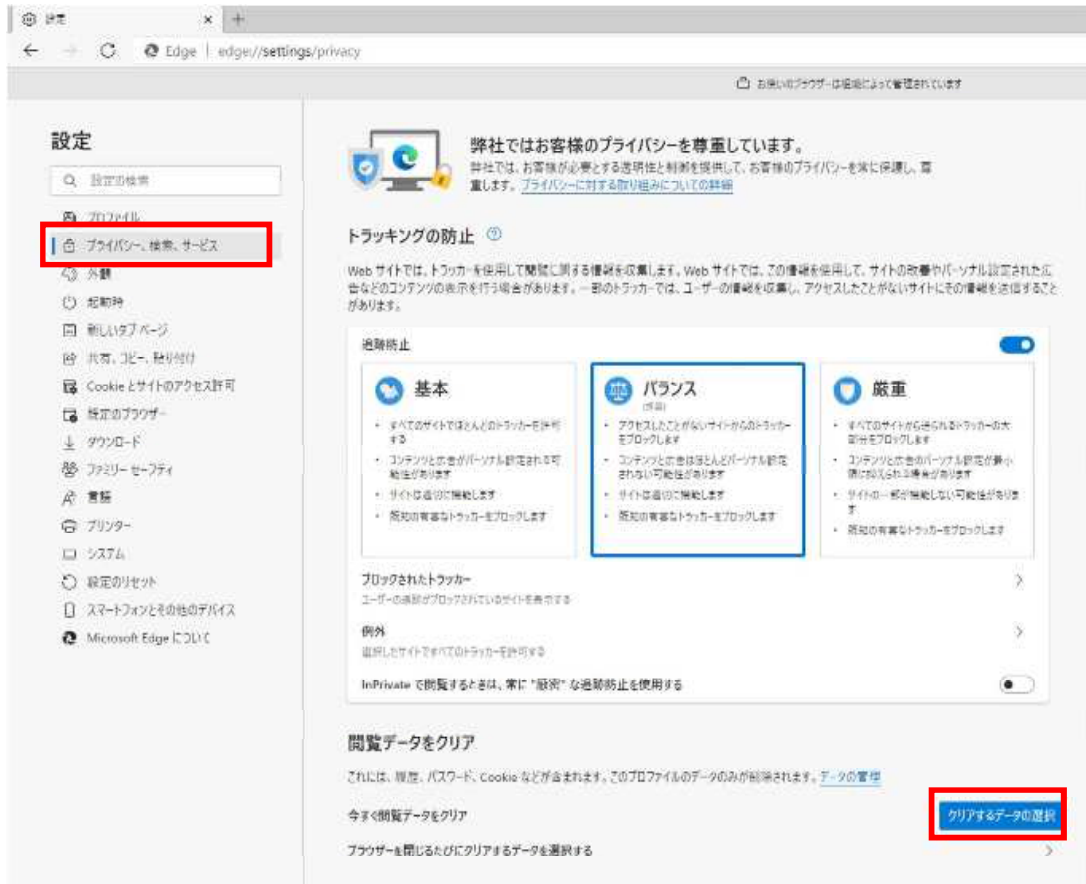 設定
Edge | edge://settings/privacy
お使いのブラウザーは組織によって管理されています
設定
設定の検索
プロファイル
プライバシー、検索、サービス
外観
起動時
新しいタブ ページ
共有、コピー、貼り付け
Cookie とサイトのアクセス許可
既定のブラウザー
ダウンロード
ファミリー セーフティ
言語
プリンター
システム
設定のリセット
スマートフォンとその他のデバイス
Microsoft Edge について
弊社ではお客様のプライバシーを尊重しています。
弊社では、お客様が必要とする透明性と制御を提供して、お客様のプライバシーを常に保護し、尊
重します。プライバシーに対する取り組みについての詳細
トラッキングの防止
Web サイトでは、トラッカーを使用して閲覧に関する情報を収集します。Web サイトでは、この情報を使用して、サイトの改善やパーソナル設定された広
告などのコンテンツの表示を行う場合があります。一部のトラッカーでは、ユーザーの情報を収集し、アクセスしたことがないサイトにその情報を送信すること
があります。
追跡防止
基本
・ すべてのサイトでほとんどのトラッカーを許可
する
・ コンテンツと広告がパーソナル設定される可
能性があります
・ サイトは適切に機能します
・ 既知の有害なトラッカーをブロックします
バランス
(推奨)
・ アクセスしたことがないサイトからのトラッカー
をブロックします
・ コンテンツと広告はほとんどパーソナル設定
されない可能性があります
・ サイトは適切に機能します
・ 既知の有害なトラッカーをブロックします
厳重
・ すべてのサイトから送られるトラッカーの大
部分をブロックします
・ コンテンツと広告のパーソナル設定が最小
限に抑えられる場合があります
・ サイトの一部が機能しない可能性がありま
す
・ 既知の有害なトラッカーをブロックします
ブロックされたトラッカー
ユーザーの追跡がブロックされているサイトを表示する
例外
選択したサイトですべてのトラッカーを許可する
InPrivate で閲覧するときは、常に "厳密" な追跡防止を使用する
閲覧データをクリア
これには、履歴、パスワード、Cookie などが含まれます。このプロファイルのデータのみが削除されます。データの管理
今すぐ閲覧データをクリア
クリアするデータの選択
ブラウザーを閉じるたびにクリアするデータを選択する